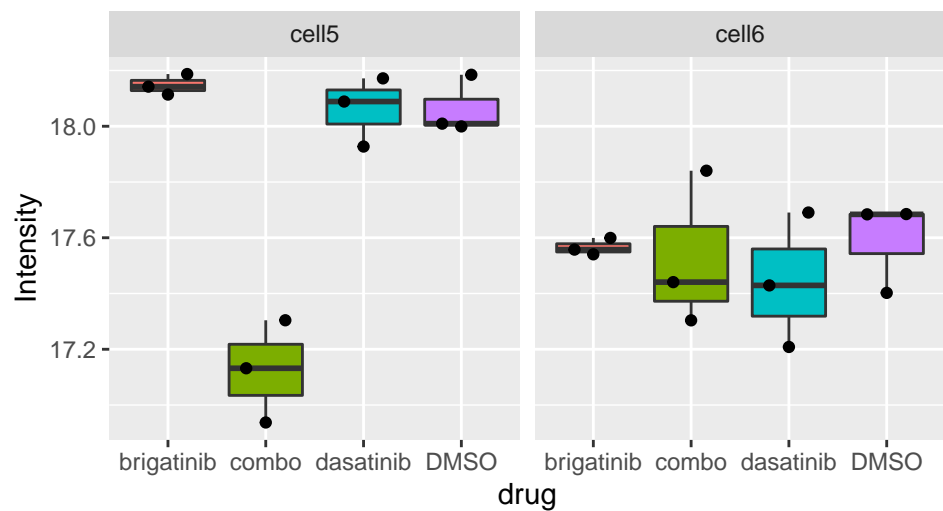 cell5 cell6
Intensity
18.0
17.6
17.2
brigatinib combo dasatinib DMSO brigatinib combo dasatinib DMSO
drug